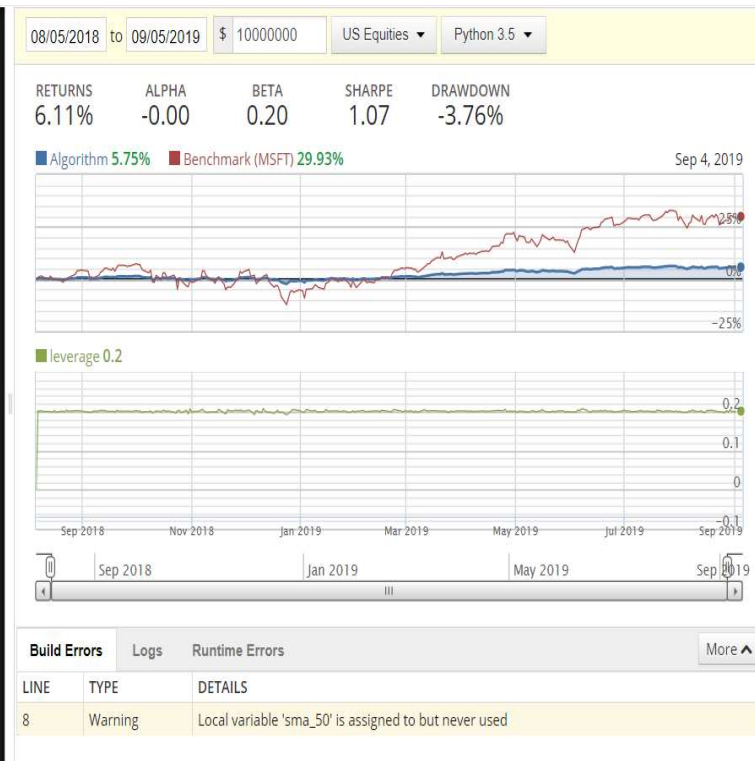 08/05/2018 to 09/05/2019 $ 10000000 US Equities Python 3.5
RETURNS ALPHA BETA SHARPE DRAWDOWN
6.11% -0.00 0.20 1.07 -3.76%
Algorithm 5.75% Benchmark (MSFT) 29.93% Sep 4, 2019
25%
0%
-25%
leverage 0.2
0.2
0.1
0
-0.1
Sep 2018 Nov 2018 Jan 2019 Mar 2019 May 2019 Jul 2019 Sep 2019
Sep 2018 Jan 2019 May 2019 Sep 2019
Build Errors Logs Runtime Errors More
LINE TYPE DETAILS
8 Warning Local variable 'sma_50' is assigned to but never used